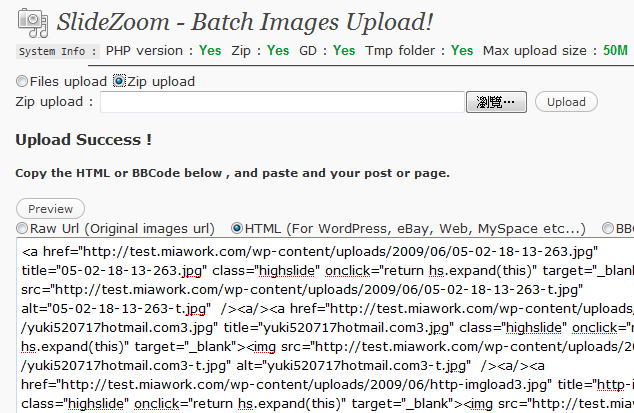 SlideZoom - Batch Images Upload!
System Info : PHP version : Yes Zip : Yes GD : Yes Tmp folder : Yes Max upload size : 50M
Files upload Zip upload
Zip upload : 瀏覽… Upload
Upload Success !
Copy the HTML or BBCode below , and paste and your post or page.
Preview
Raw Url (Original images url) HTML (For WordPress, eBay, Web, MySpace etc...) BB
<a href="http://test.miawork.com/wp-content/uploads/2009/06/05-02-18-13-263.jpg"
title="05-02-18-13-263.jpg" class="highslide" onclick="return hs.expand(this)" target="_blank
src="http://test.miawork.com/wp-content/uploads/2009/06/05-02-18-13-263-t.jpg"
alt="05-02-18-13-263-t.jpg" /><a/><a href="http://test.miawork.com/wp-content/uploads/
/yuki520717hotmail.com3.jpg" title="yuki520717hotmail.com3.jpg" class="highslide" onclick="
hs.expand(this)" target="_blank"><img src="http://test.miawork.com/wp-content/uploads/20
/yuki520717hotmail.com3-t.jpg" alt="yuki520717hotmail.com3-t.jpg" /><a/><a
href="http://test.miawork.com/wp-content/uploads/2009/06/http-imgload3.jpg" title="http-i
class="highslide" onclick="return hs.expand(this)" target="_blank"><img src="http://test.mia